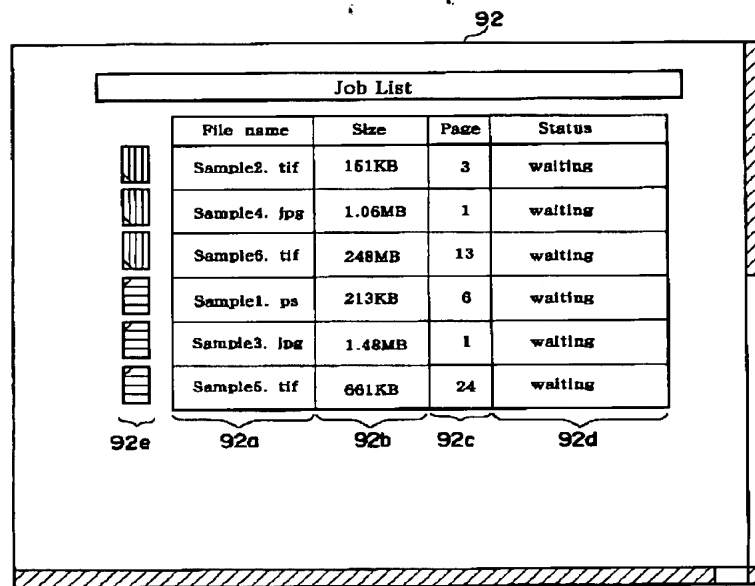 92
Job List
File name Size Page Status
Sample2. tif 151KB 3 waiting
Sample4. jpg 1.06MB 1 waiting
Sample6. tif 248MB 13 waiting
Sample1. ps 213KB 6 waiting
Sample3. jpg 1.48MB 1 waiting
Sample5. tif 661KB 24 waiting
92e 92a 92b 92c 92d